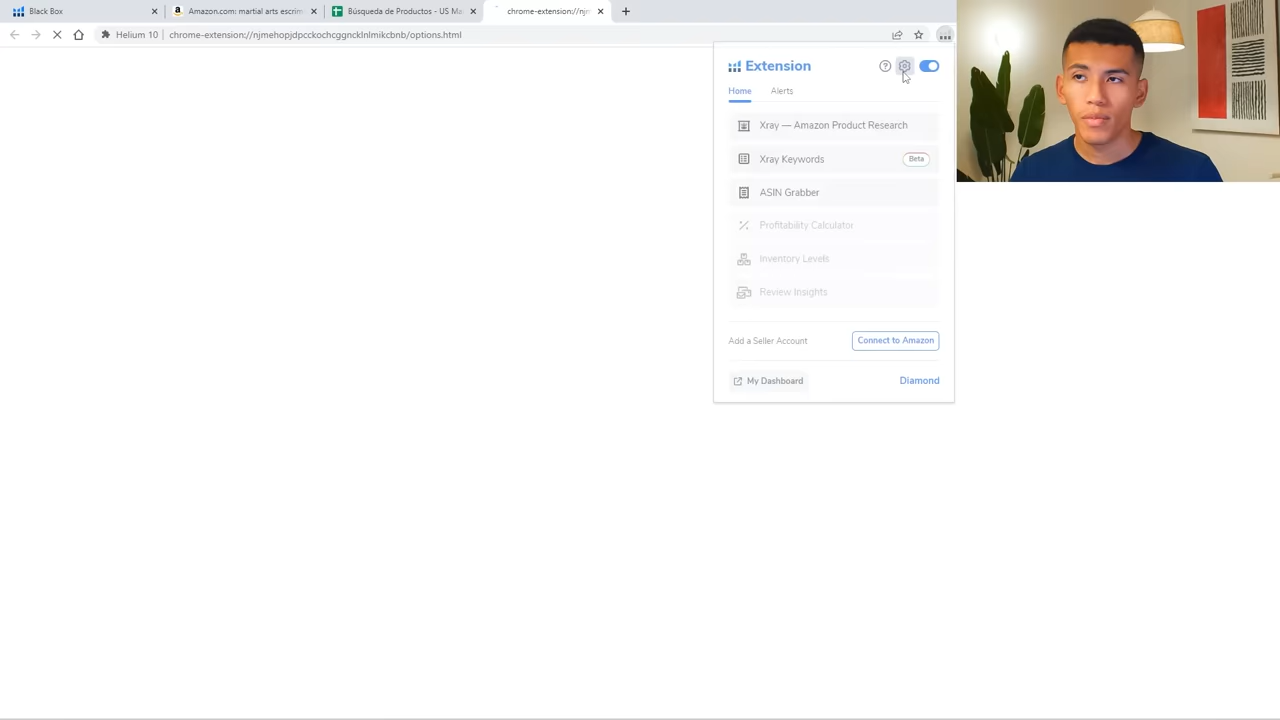 Black Box
Amazon.com: martial arts escrim
Búsqueda de Productos - US Ma
chrome-extension://njm
Helium 10
chrome-extension://njmehopjdpcckochcggncklnlmikcbnb/options.html
Extension
Home
Alerts
Xray — Amazon Product Research
Xray Keywords
Beta
ASIN Grabber
Profitability Calculator
Inventory Levels
Review Insights
Add a Seller Account
Connect to Amazon
My Dashboard
Diamond